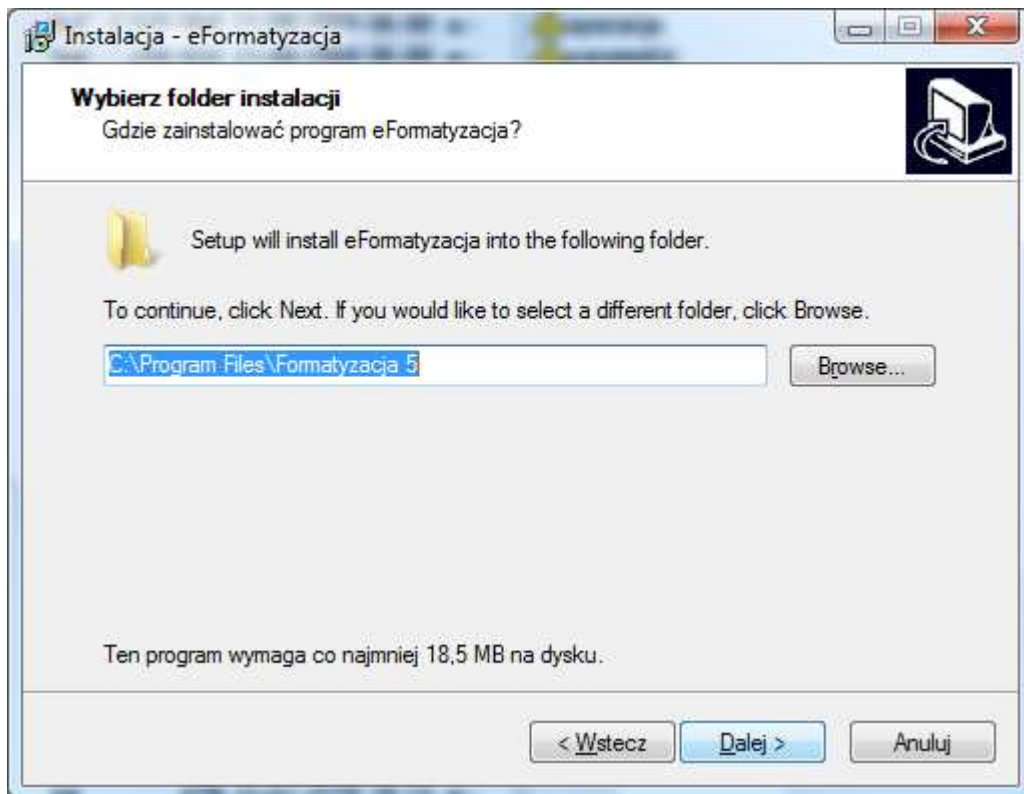 Instalacja - eFormatyzacja
Wybierz folder instalacji
Gdzie zainstalować program eFormatyzacja?
Setup will install eFormatyzacja into the following folder.
To continue, click Next. If you would like to select a different folder, click Browse.
C:\Program Files\Formatyzacja 5
Browse...
Ten program wymaga co najmniej 18,5 MB na dysku.
< Wstecz
Dalej >
Anuluj